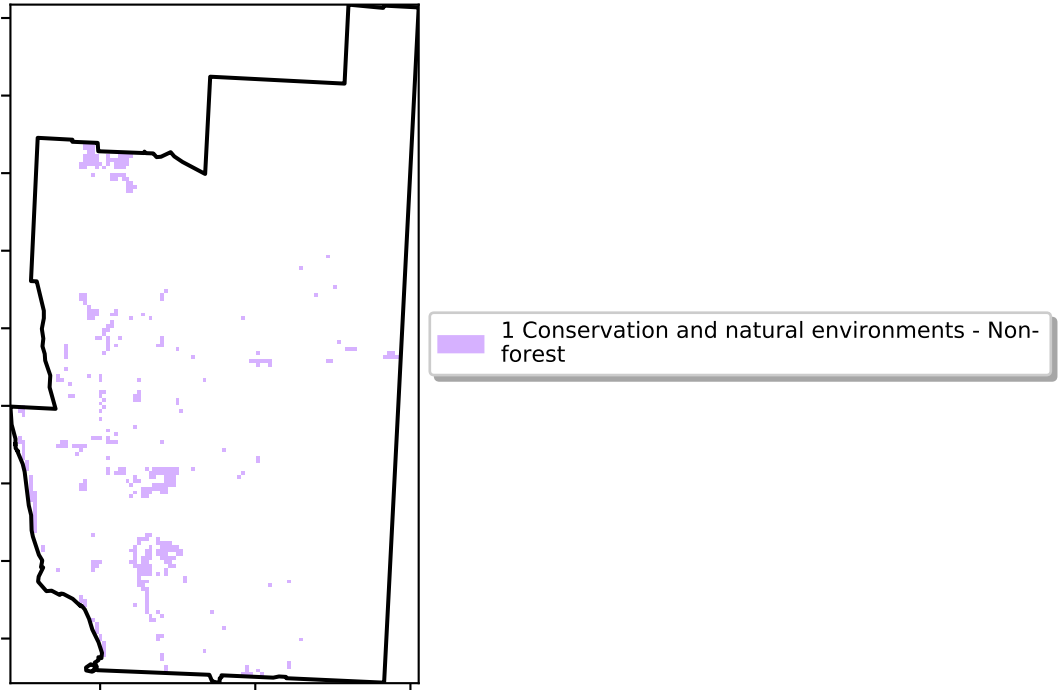 1 Conservation and natural environments - Non-
forest